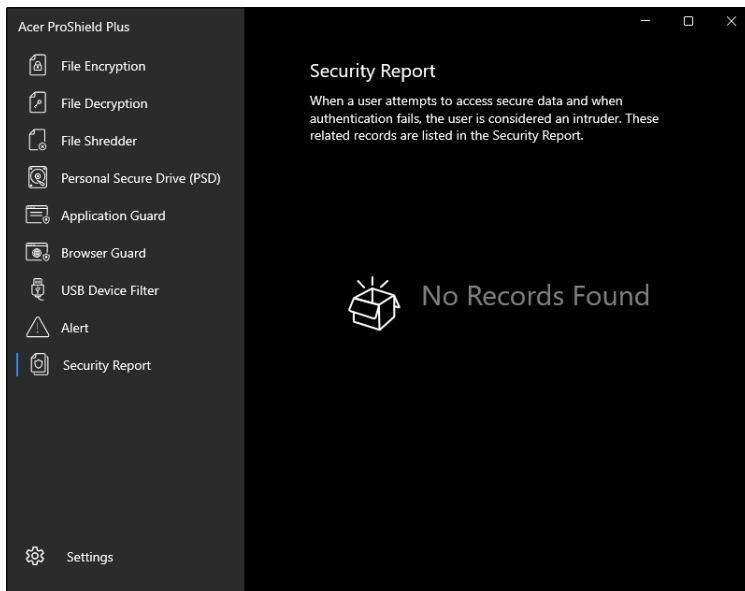 Acer ProShield Plus
File Encryption
File Decryption
File Shredder
Personal Secure Drive (PSD)
Application Guard
Browser Guard
USB Device Filter
Alert
Security Report
Settings
Security Report
When a user attempts to access secure data and when
authentication fails, the user is considered an intruder. These
related records are listed in the Security Report.
No Records Found